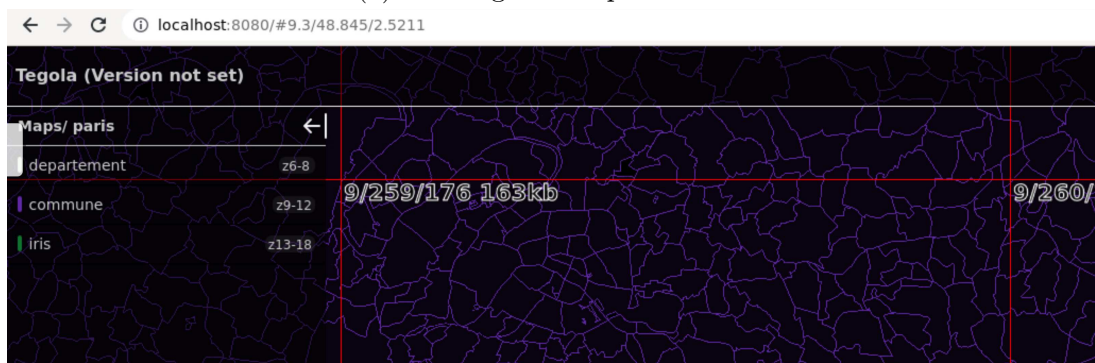 localhost:8080/#9.3/48.845/2.5211
Tegola (Version not set)
Maps/ paris
departement z6-8
9/259/176 163kb 9/260/
commune z9-12
iris z13-18